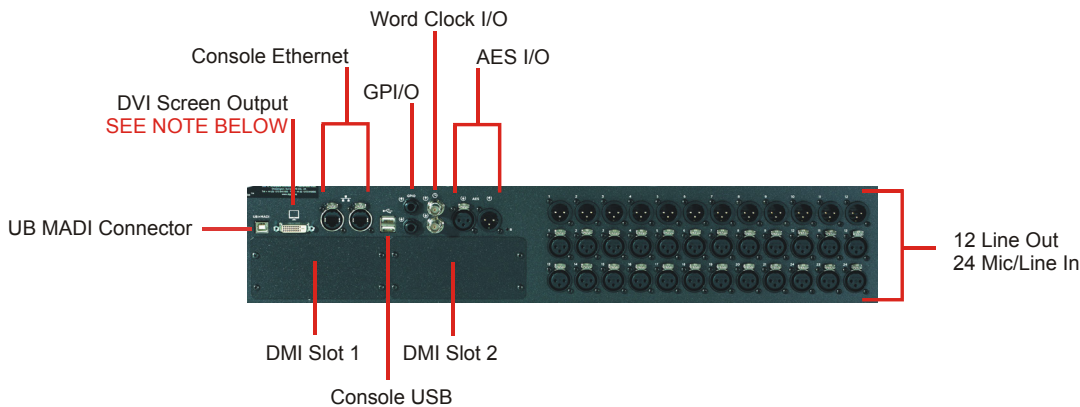 Word Clock I/O
Console Ethernet
AES I/O
GPI/O
DVI Screen Output
SEE NOTE BELOW
UB MADI Connector
12 Line Out
24 Mic/Line In
DMI Slot 1
DMI Slot 2
Console USB